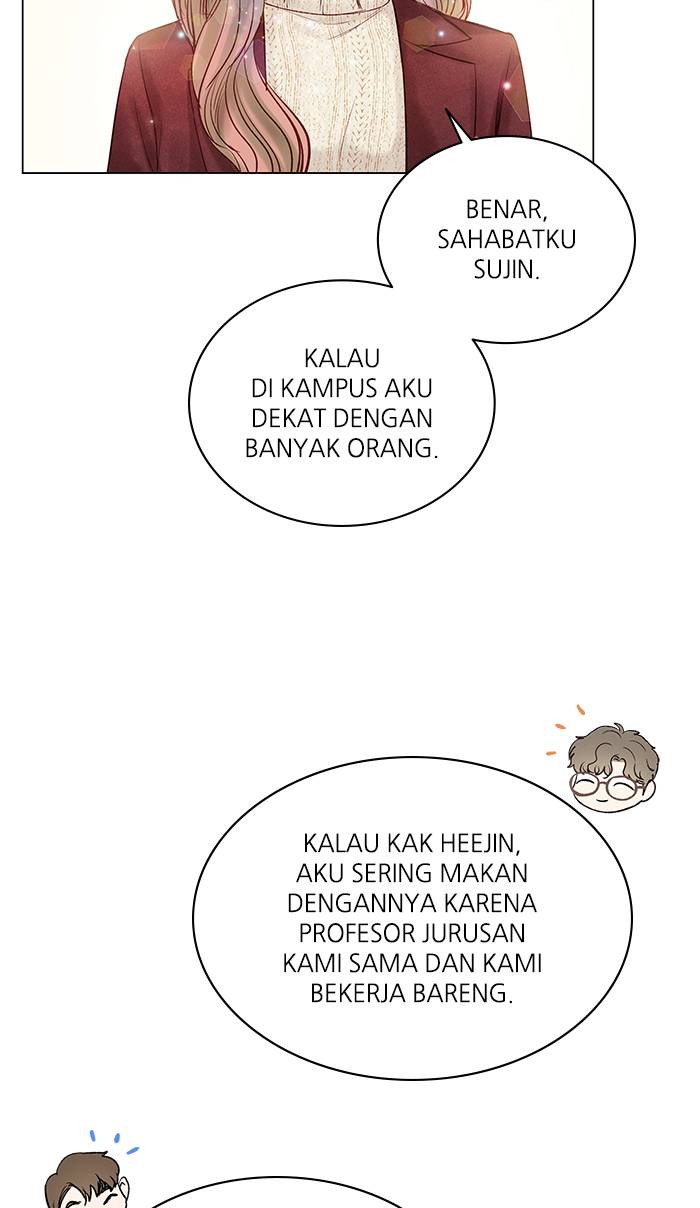 BENAR,
SAHABATKU
SUJIN.
KALAU
DI KAMPUS AKU
DEKAT DENGAN
BANYAK ORANG.
KALAU KAK HEEJIN,
AKU SERING MAKAN
DENGANNYA KARENA
PROFESOR JURUSAN
KAMI SAMA DAN KAMI
BEKERJA BARENG.